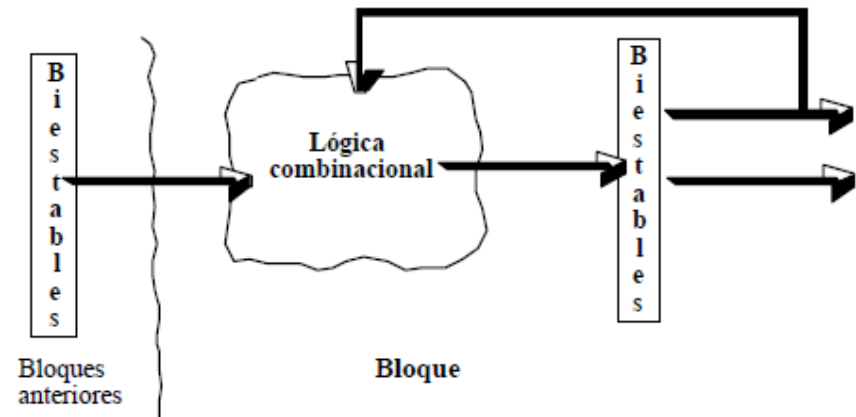 Biestables
Lógica
combinacional
Biestables
Bloques
anteriores
Bloque